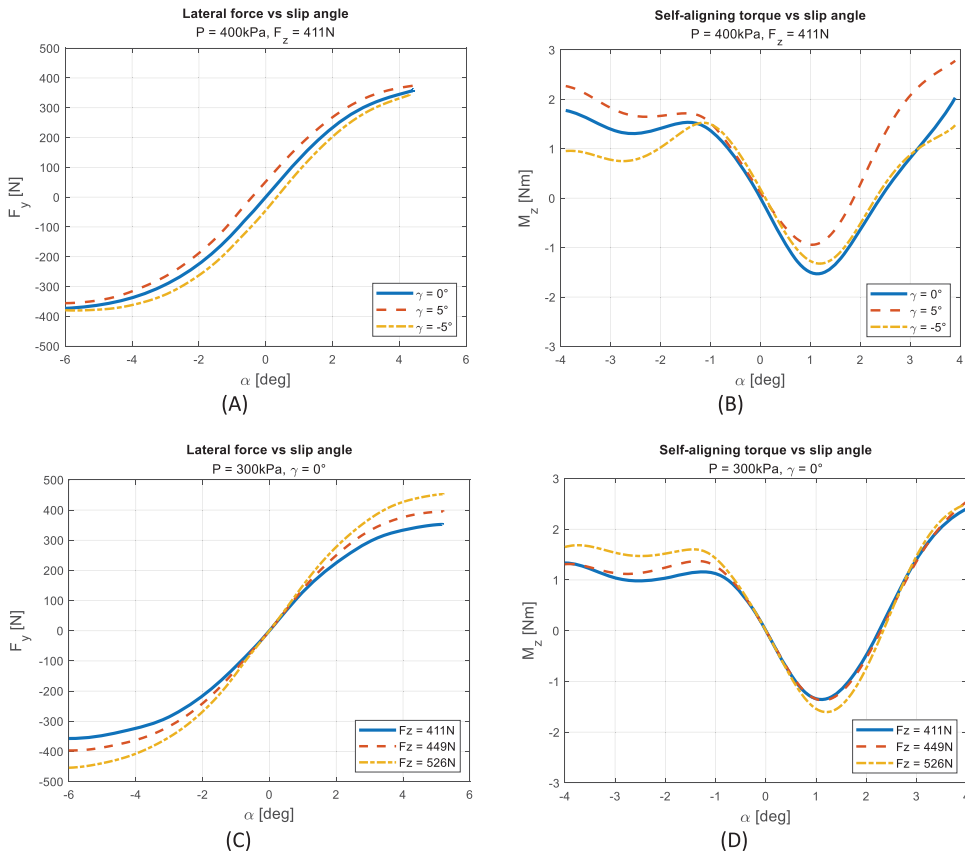 Lateral force vs slip angle
P = 400kPa, F_z = 411N
500
400
300
200
100
0
-100
-200
-300
-400
-500
F_y [N]
-6
-4
-2
0
2
4
6
α [deg]
γ = 0°
γ = 5°
γ = -5°
(A)
Self-aligning torque vs slip angle
P = 400kPa, F_z = 411N
3
2
1
0
-1
-2
-3
M_z [Nm]
-4
-3
-2
-1
0
1
2
3
4
α [deg]
γ = 0°
γ = 5°
γ = -5°
(B)
Lateral force vs slip angle
P = 300kPa, γ = 0°
500
400
300
200
100
0
-100
-200
-300
-400
-500
F_y [N]
-6
-4
-2
0
2
4
6
α [deg]
Fz = 411N
Fz = 449N
Fz = 526N
(C)
Self-aligning torque vs slip angle
P = 300kPa, γ = 0°
3
2
1
0
-1
-2
-3
M_z [Nm]
-4
-3
-2
-1
0
1
2
3
4
α [deg]
Fz = 411N
Fz = 449N
Fz = 526N
(D)